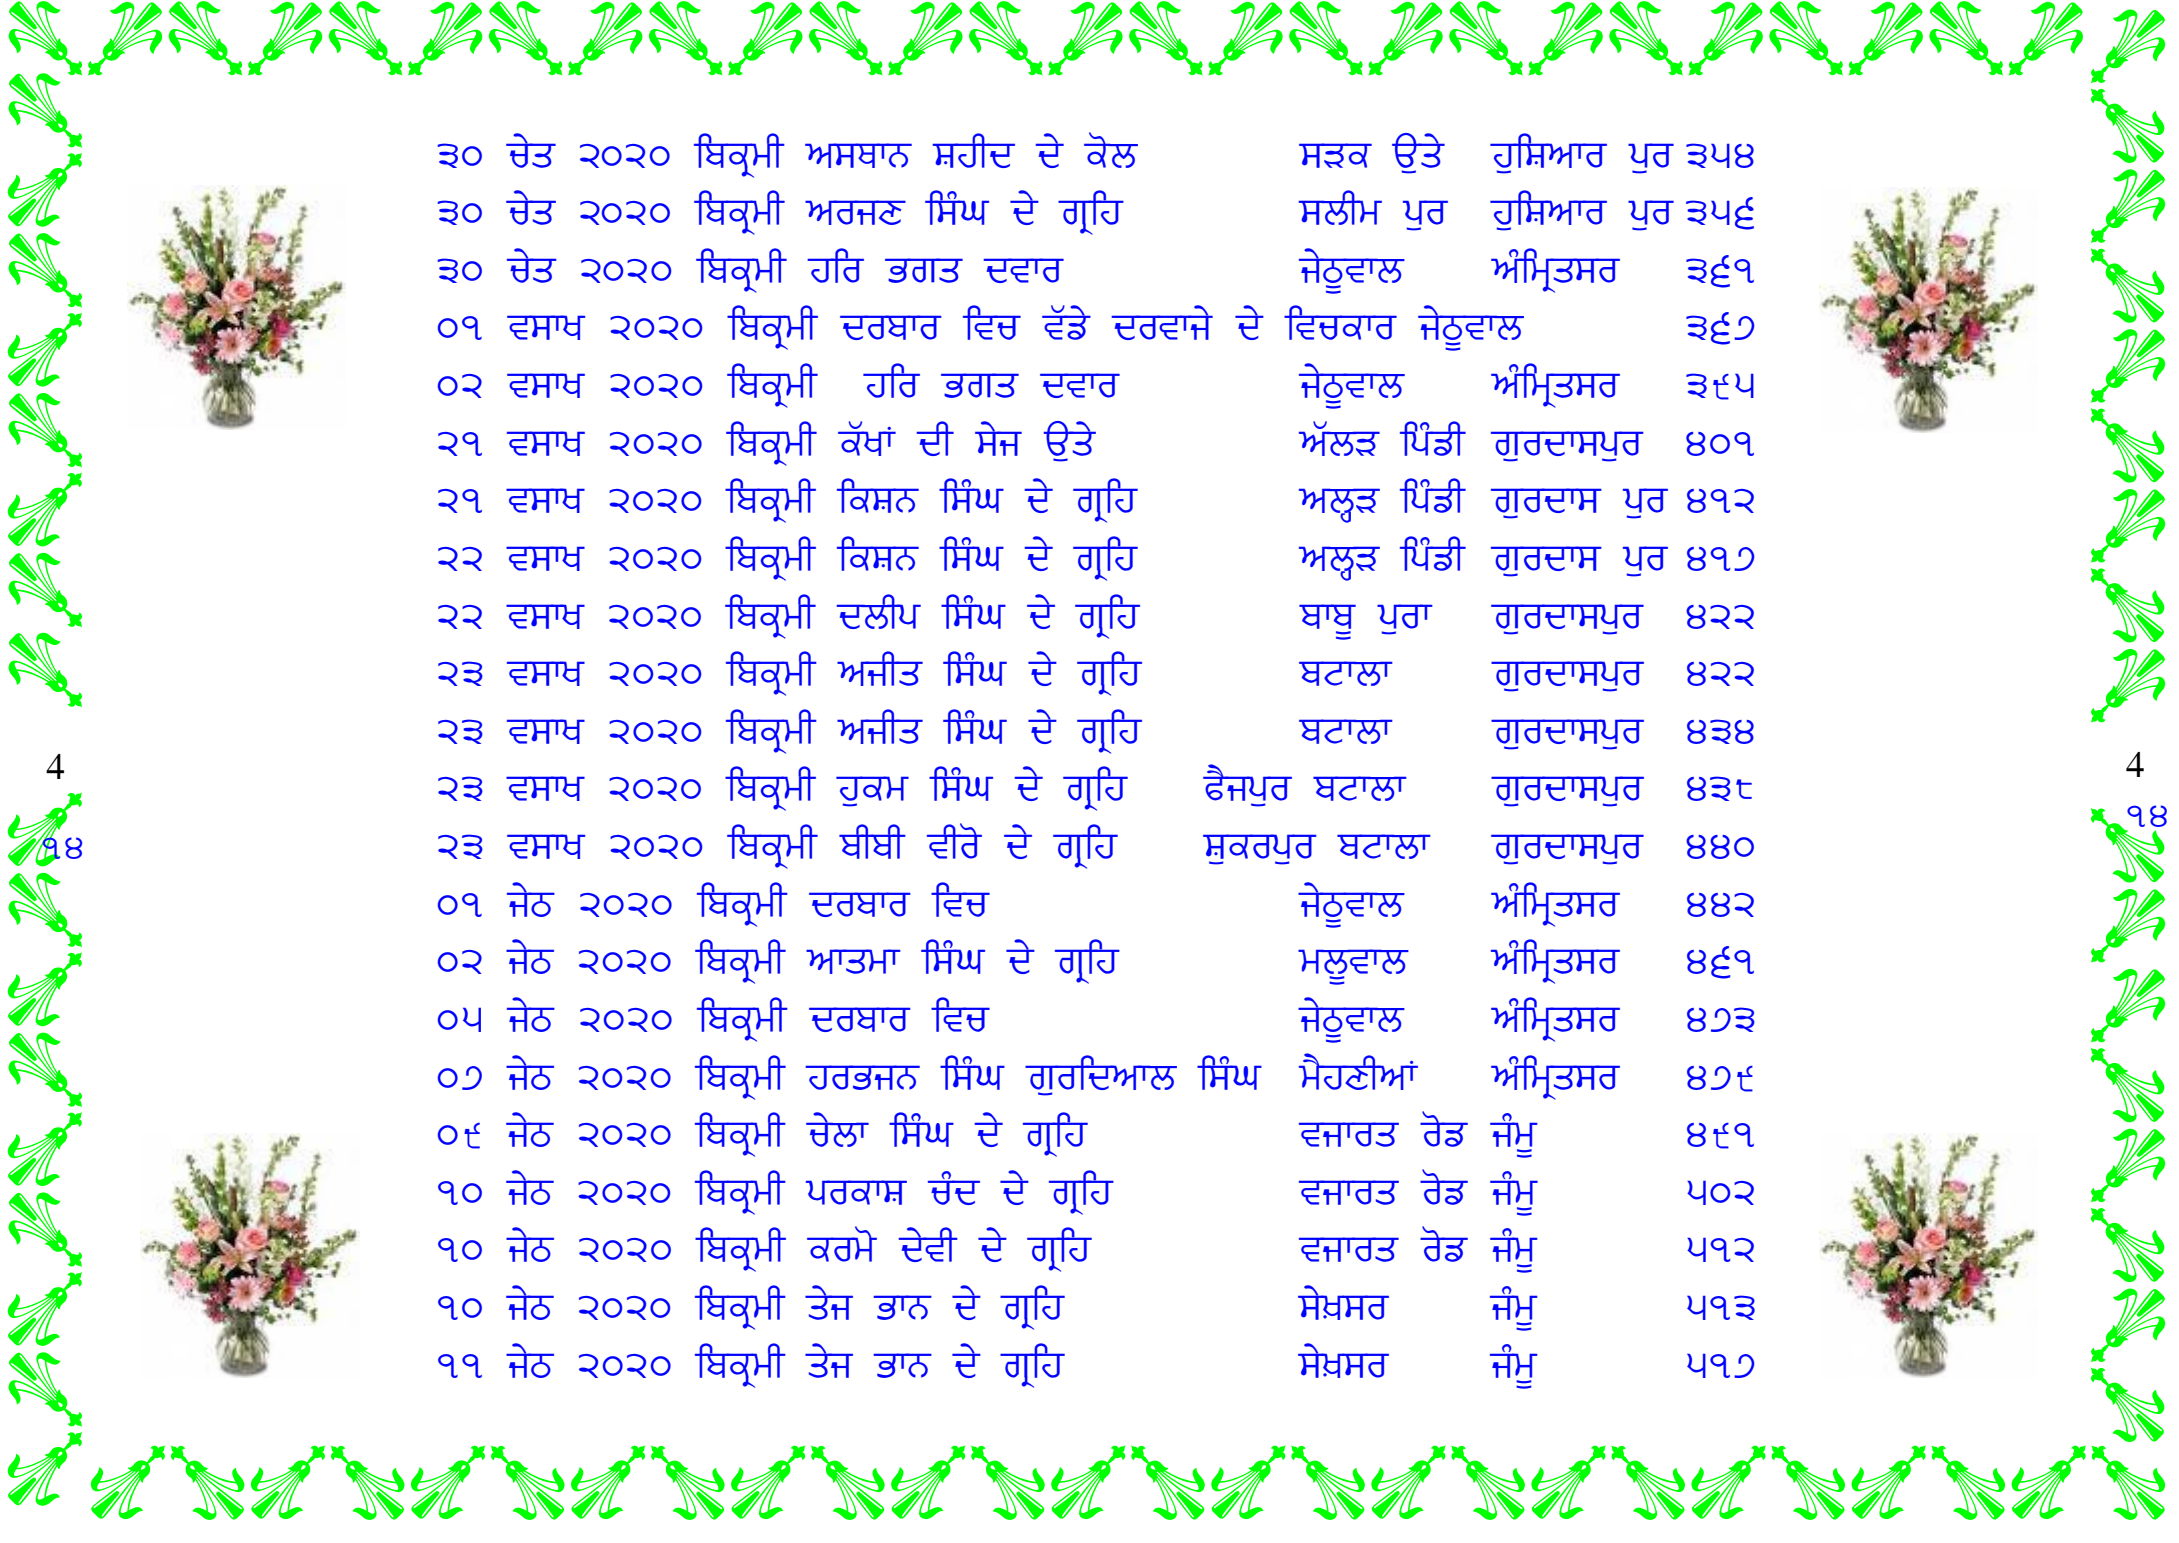 ੩੦ ਚੇਤ ੨੦੨੦ ਬਿਕ੍ਰਮੀ ਅਸਥਾਨ ਸ਼ਹੀਦ ਦੇ ਕੋਲ ਸੜਕ ਉਤੇ ਹੁਸ਼ਿਆਰ ਪੁਰ ੩੫੪
੩੦ ਚੇਤ ੨੦੨੦ ਬਿਕ੍ਰਮੀ ਅਰਜਣ ਸਿੰਘ ਦੇ ਗ੍ਰਹਿ ਸਲੀਮ ਪੁਰ ਹੁਸ਼ਿਆਰ ਪੁਰ ੩੫੬
੩੦ ਚੇਤ ੨੦੨੦ ਬਿਕ੍ਰਮੀ ਹਰਿ ਭਗਤ ਦਵਾਰ ਜੇਠੂਵਾਲ ਅੰਮ੍ਰਿਤਸਰ ੩੬੧
੦੧ ਵਸਾਖ ੨੦੨੦ ਬਿਕ੍ਰਮੀ ਦਰਬਾਰ ਵਿਚ ਵੱਡੇ ਦਰਵਾਜੇ ਦੇ ਵਿਚਕਾਰ ਜੇਠੂਵਾਲ ੩੬੭
੦੨ ਵਸਾਖ ੨੦੨੦ ਬਿਕ੍ਰਮੀ ਹਰਿ ਭਗਤ ਦਵਾਰ ਜੇਠੂਵਾਲ ਅੰਮ੍ਰਿਤਸਰ ੩੯੫
੨੧ ਵਸਾਖ ੨੦੨੦ ਬਿਕ੍ਰਮੀ ਕੱਖਾਂ ਦੀ ਸੇਜ ਉਤੇ ਅੱਲੜ ਪਿੰਡੀ ਗੁਰਦਾਸਪੁਰ ੪੦੧
੨੧ ਵਸਾਖ ੨੦੨੦ ਬਿਕ੍ਰਮੀ ਕਿਸ਼ਨ ਸਿੰਘ ਦੇ ਗ੍ਰਹਿ ਅਲ੍ਹੜ ਪਿੰਡੀ ਗੁਰਦਾਸ ਪੁਰ ੪੧੨
੨੨ ਵਸਾਖ ੨੦੨੦ ਬਿਕ੍ਰਮੀ ਕਿਸ਼ਨ ਸਿੰਘ ਦੇ ਗ੍ਰਹਿ ਅਲ੍ਹੜ ਪਿੰਡੀ ਗੁਰਦਾਸ ਪੁਰ ੪੧੭
੨੨ ਵਸਾਖ ੨੦੨੦ ਬਿਕ੍ਰਮੀ ਦਲੀਪ ਸਿੰਘ ਦੇ ਗ੍ਰਹਿ ਬਾਬੂ ਪੁਰਾ ਗੁਰਦਾਸਪੁਰ ੪੨੨
੨੩ ਵਸਾਖ ੨੦੨੦ ਬਿਕ੍ਰਮੀ ਅਜੀਤ ਸਿੰਘ ਦੇ ਗ੍ਰਹਿ ਬਟਾਲਾ ਗੁਰਦਾਸਪੁਰ ੪੨੨
੨੩ ਵਸਾਖ ੨੦੨੦ ਬਿਕ੍ਰਮੀ ਅਜੀਤ ਸਿੰਘ ਦੇ ਗ੍ਰਹਿ ਬਟਾਲਾ ਗੁਰਦਾਸਪੁਰ ੪੩੪
4 4
੨੩ ਵਸਾਖ ੨੦੨੦ ਬਿਕ੍ਰਮੀ ਹੁਕਮ ਸਿੰਘ ਦੇ ਗ੍ਰਹਿ ਫੈਜਪੁਰ ਬਟਾਲਾ ਗੁਰਦਾਸਪੁਰ ੪੩੮
੧੪ ੧੪
੨੩ ਵਸਾਖ ੨੦੨੦ ਬਿਕ੍ਰਮੀ ਬੀਬੀ ਵੀਰੋ ਦੇ ਗ੍ਰਹਿ ਸ਼ੁਕਰਪੁਰ ਬਟਾਲਾ ਗੁਰਦਾਸਪੁਰ ੪੪੦
੦੧ ਜੇਠ ੨੦੨੦ ਬਿਕ੍ਰਮੀ ਦਰਬਾਰ ਵਿਚ ਜੇਠੂਵਾਲ ਅੰਮ੍ਰਿਤਸਰ ੪੪੨
੦੨ ਜੇਠ ੨੦੨੦ ਬਿਕ੍ਰਮੀ ਆਤਮਾ ਸਿੰਘ ਦੇ ਗ੍ਰਹਿ ਮਲੂਵਾਲ ਅੰਮ੍ਰਿਤਸਰ ੪੬੧
੦੫ ਜੇਠ ੨੦੨੦ ਬਿਕ੍ਰਮੀ ਦਰਬਾਰ ਵਿਚ ਜੇਠੂਵਾਲ ਅੰਮ੍ਰਿਤਸਰ ੪੭੩
੦੭ ਜੇਠ ੨੦੨੦ ਬਿਕ੍ਰਮੀ ਹਰਭਜਨ ਸਿੰਘ ਗੁਰਦਿਆਲ ਸਿੰਘ ਮੈਹਣੀਆਂ ਅੰਮ੍ਰਿਤਸਰ ੪੭੯
੦੯ ਜੇਠ ੨੦੨੦ ਬਿਕ੍ਰਮੀ ਚੇਲਾ ਸਿੰਘ ਦੇ ਗ੍ਰਹਿ ਵਜਾਰਤ ਰੋਡ ਜੰਮੂ ੪੯੧
੧੦ ਜੇਠ ੨੦੨੦ ਬਿਕ੍ਰਮੀ ਪਰਕਾਸ਼ ਚੰਦ ਦੇ ਗ੍ਰਹਿ ਵਜਾਰਤ ਰੋਡ ਜੰਮੂ ੫੦੨
੧੦ ਜੇਠ ੨੦੨੦ ਬਿਕ੍ਰਮੀ ਕਰਮੋ ਦੇਵੀ ਦੇ ਗ੍ਰਹਿ ਵਜਾਰਤ ਰੋਡ ਜੰਮੂ ੫੧੨
੧੦ ਜੇਠ ੨੦੨੦ ਬਿਕ੍ਰਮੀ ਤੇਜ ਭਾਨ ਦੇ ਗ੍ਰਹਿ ਸੇਖ਼ਸਰ ਜੰਮੂ ੫੧੩
੧੧ ਜੇਠ ੨੦੨੦ ਬਿਕ੍ਰਮੀ ਤੇਜ ਭਾਨ ਦੇ ਗ੍ਰਹਿ ਸੇਖ਼ਸਰ ਜੰਮੂ ੫੧੭